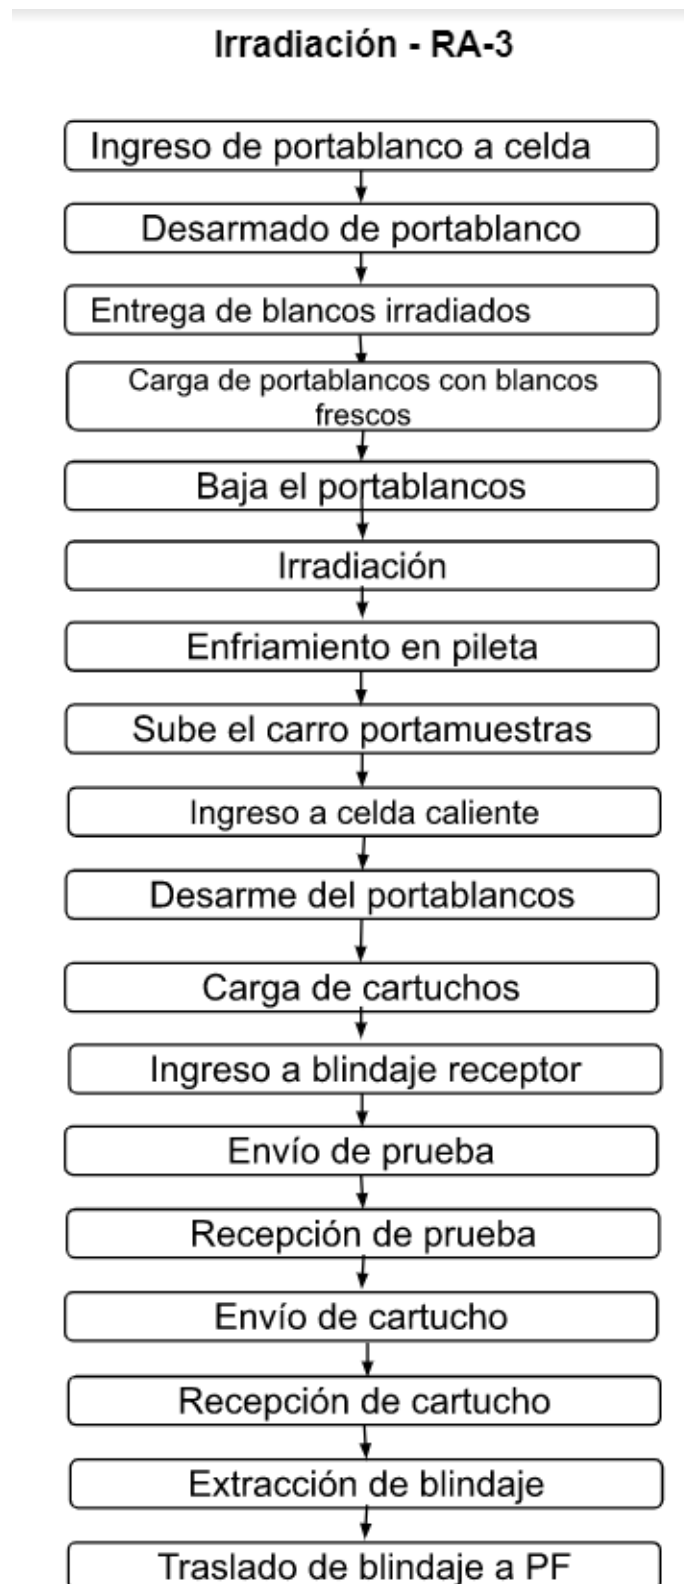 Irradiación - RA-3
Ingreso de portablanco a celda
Desarmado de portablanco
Entrega de blancos irradiados
Carga de portablancos con blancos
frescos
Baja el portablancos
Irradiación
Enfriamiento en pileta
Sube el carro portamuestras
Ingreso a celda caliente
Desarme del portablancos
Carga de cartuchos
Ingreso a blindaje receptor
Envío de prueba
Recepción de prueba
Envío de cartucho
Recepción de cartucho
Extracción de blindaje
Traslado de blindaje a PF